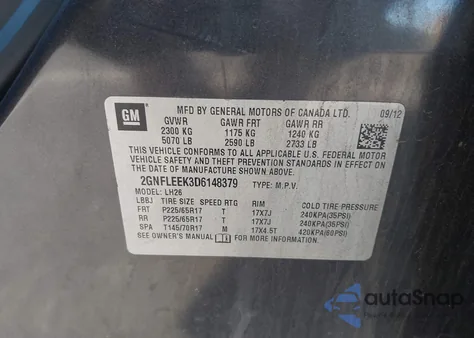 GM
MFD BY GENERAL MOTORS OF CANADA LTD. 09/12
GVWR GAWR FRT GAWR RR
2300 KG 1175 KG 1240 KG
5070 LB 2590 LB 2733 LB
THIS VEHICLE CONFORMS TO ALL APPLICABLE U.S. FEDERAL MOTOR
VEHICLE SAFETY AND THEFT PREVENTION STANDARDS IN EFFECT ON
THE DATE OF MANUFACTURE SHOWN ABOVE.
2GNFLEEK3D6148379 TYPE: M.P.V.
MODEL: LH26
LBBJ TIRE SIZE SPEED RTG RIM
FRT P225/65R17 T 17X7J 240KPA(35PSI)
RR P225/65R17 T 17X7J 240KPA(35PSI)
SPA T145/70R17 M 17X4.5T 420KPA(60PSI)
SEE OWNER'S MANUAL FOR MORE INFORMATION.
autoSnap